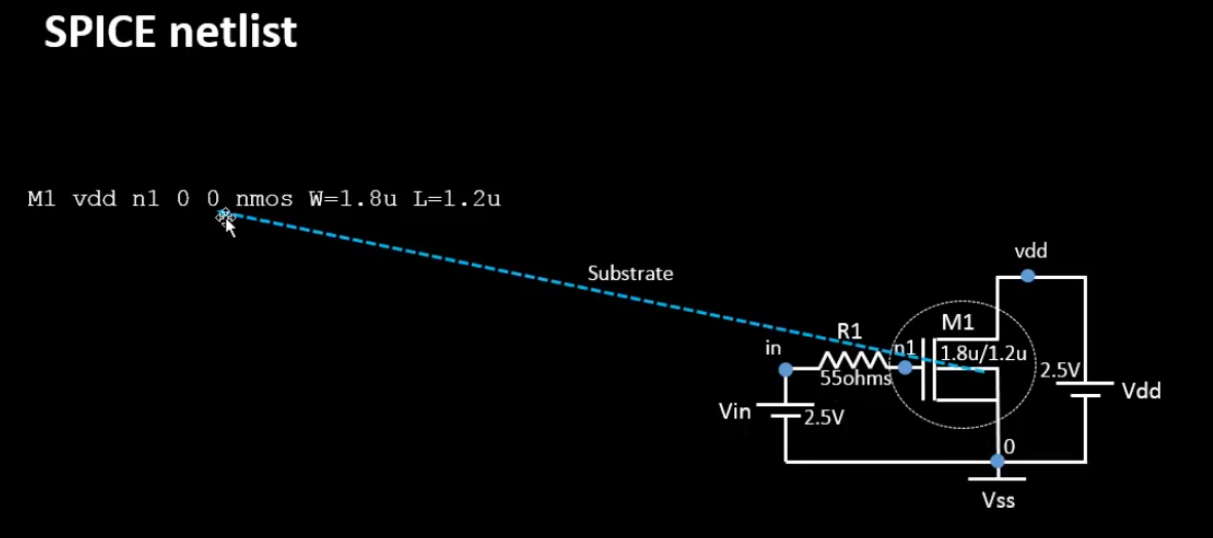 SPICE netlist
M1 vdd n1 0 0 nmos W=1.8u L=1.2u
Substrate
vdd
M1
R1
in
n1
1.8u/1.2u
2.5V
55ohms
Vdd
Vin
2.5V
0
Vss